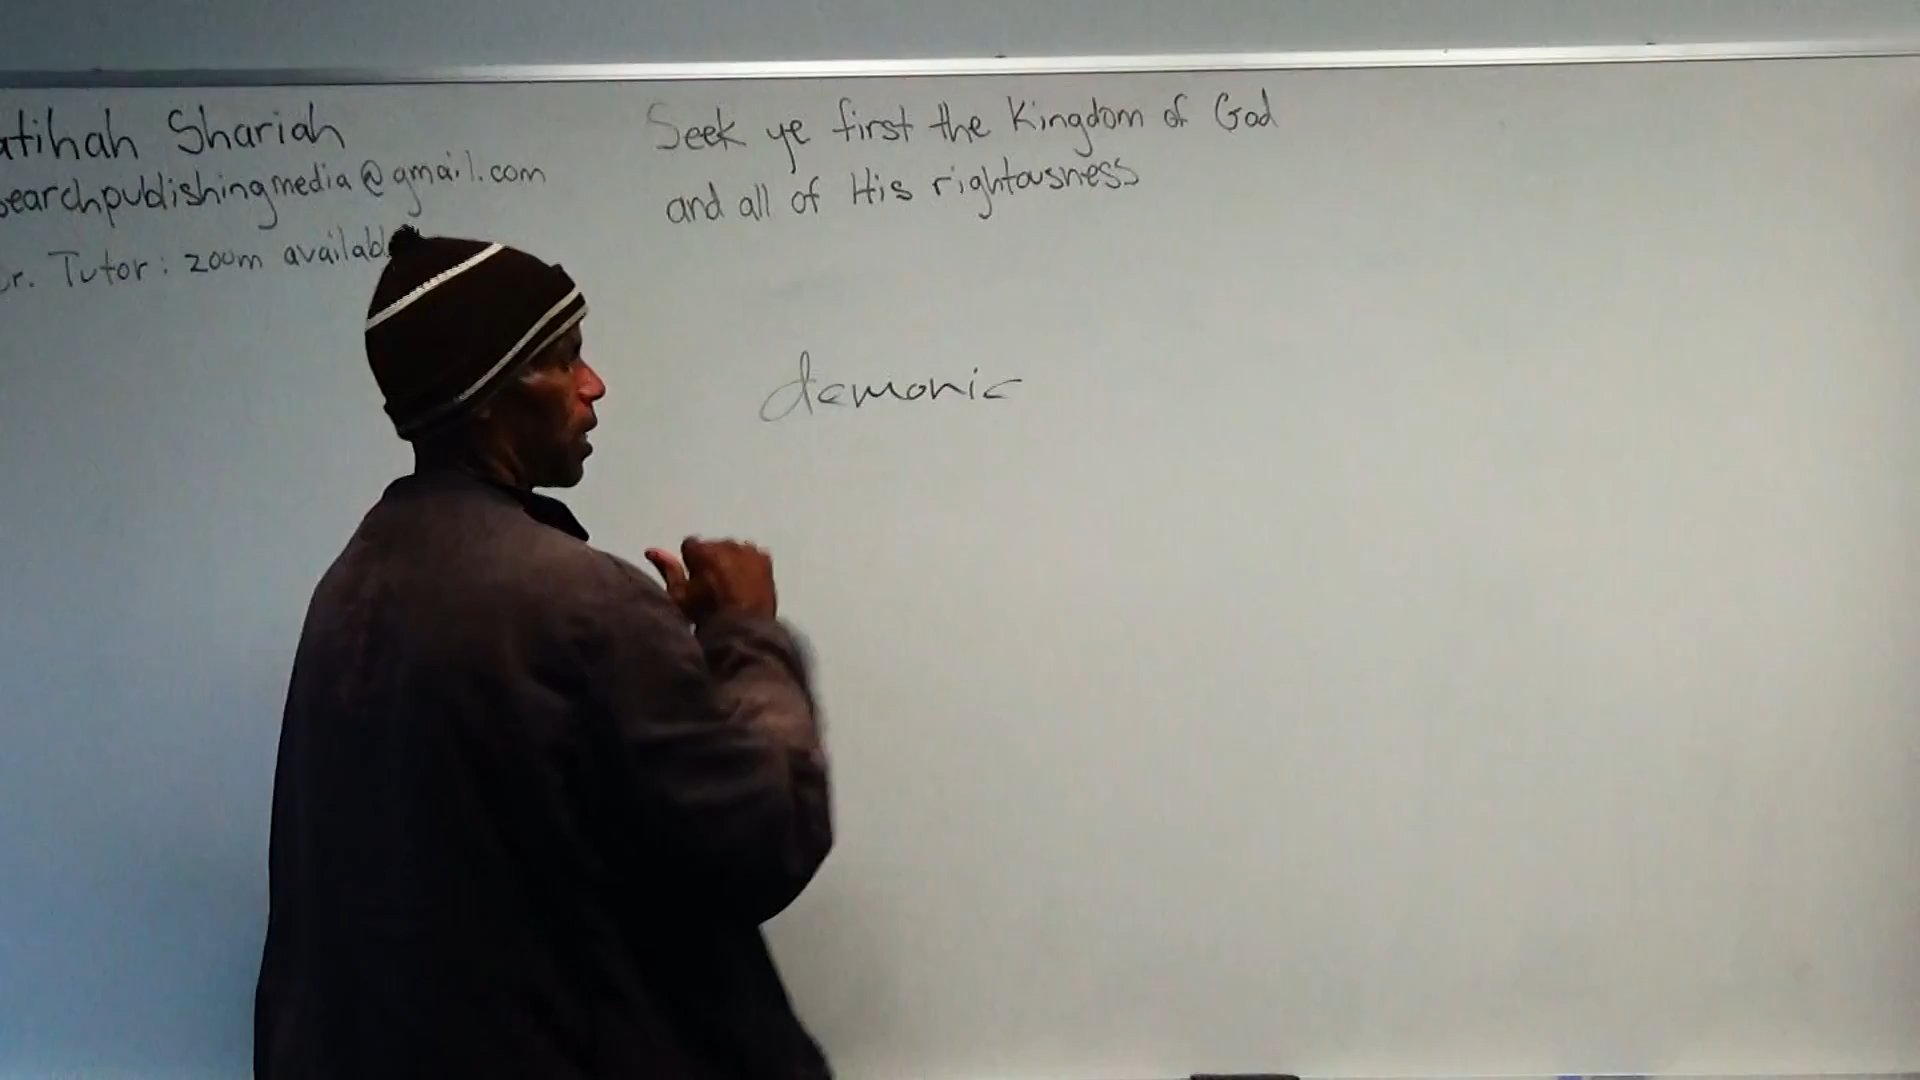 atihah Shariah
searchpublishingmedia@gmail.com
r. Tutor: zoom availabl
Seek ye first the Kingdom of God
and all of His rightousness
demonic